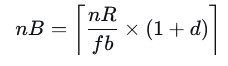 nB = ⌈ nR / fb × (1 + d) ⌉